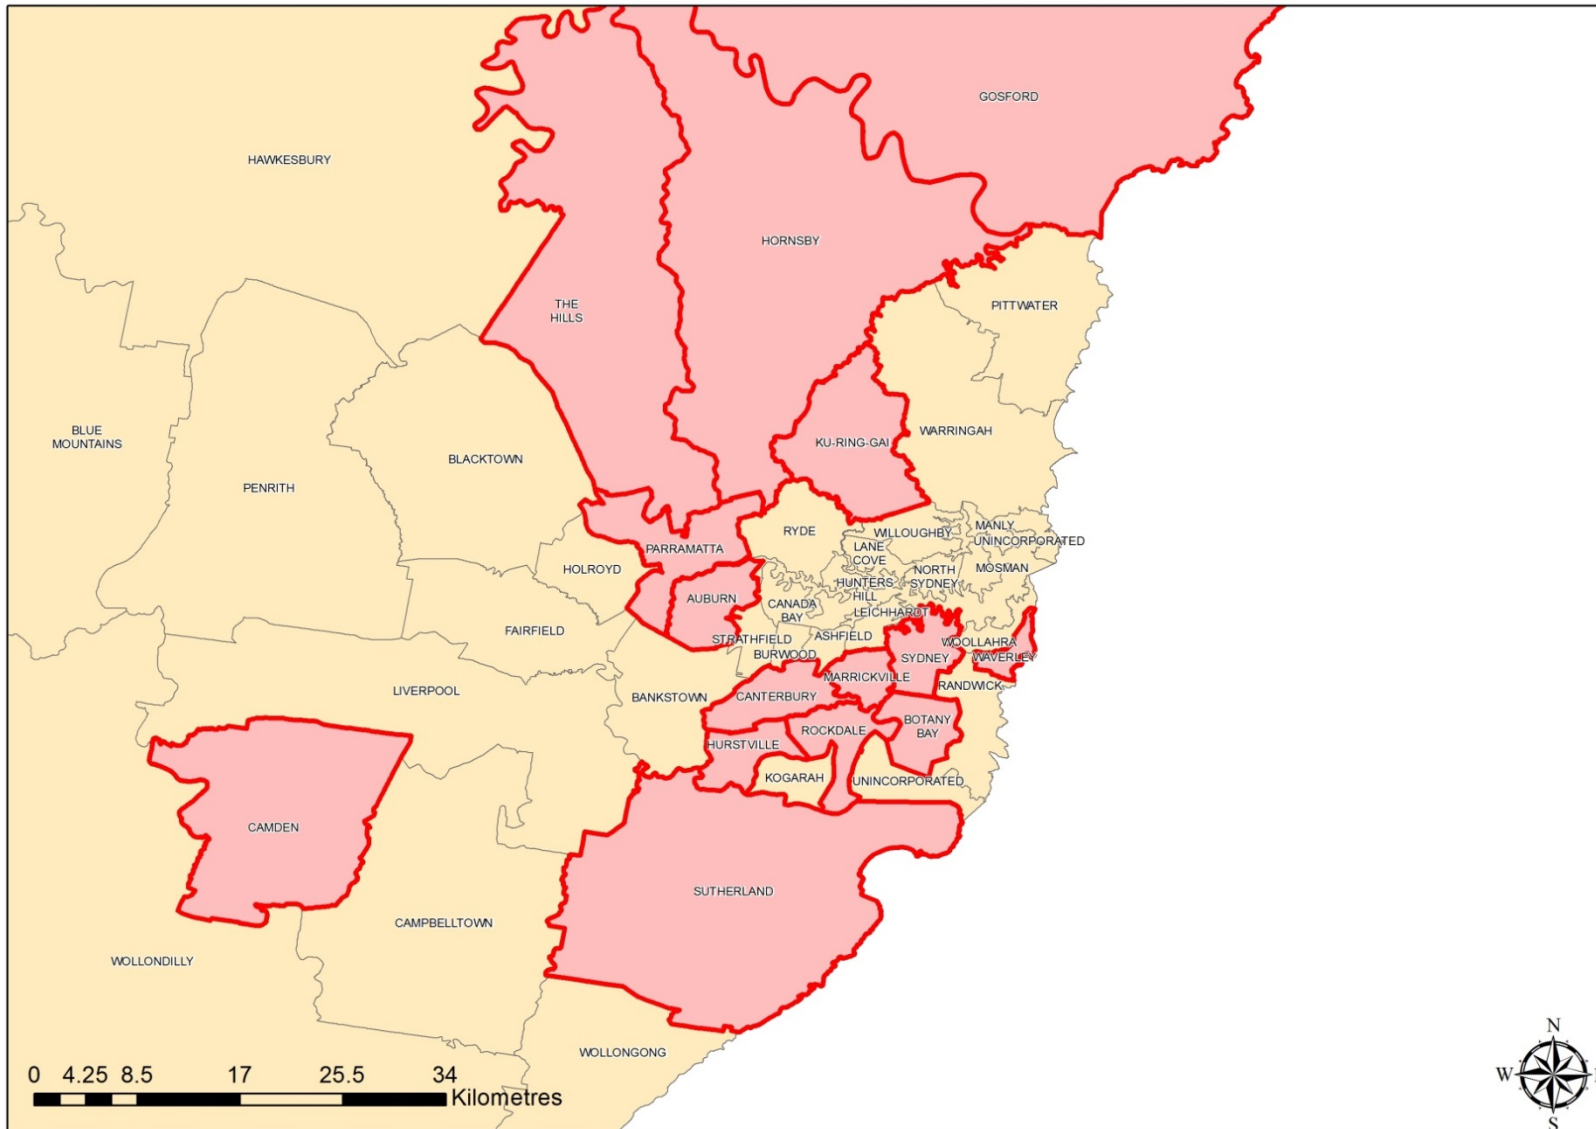 GOSFORD
HAWKESBURY
HORNSBY
THE
HILLS
PITTWATER
BLUE
MOUNTAINS
WARRINGAH
KU-RING-GAI
BLACKTOWN
PENRITH
MANLY
RYDE
WILLOUGHBY
UNINCORPORATED
PARRAMATTA
LANE
COVE
HOLROYD
NORTH
SYDNEY
MOSMAN
HUNTERS
HILL
AUBURN
CANADA
BAY
LEICHHARDT
FAIRFIELD
STRATHFIELD
ASHFIELD
WOOLLAHRA
BURWOOD
SYDNEY
WAVERLEY
MARRICKVILLE
RANDWICK
LIVERPOOL
BANKSTOWN
CANTERBURY
BOTANY
BAY
ROCKDALE
HURSTVILLE
KOGARAH
UNINCORPORATED
CAMDEN
SUTHERLAND
CAMPBELLTOWN
WOLLONDILLY
WOLLONGONG
0 4.25 8.5 17 25.5 34
Kilometres
N
W
S